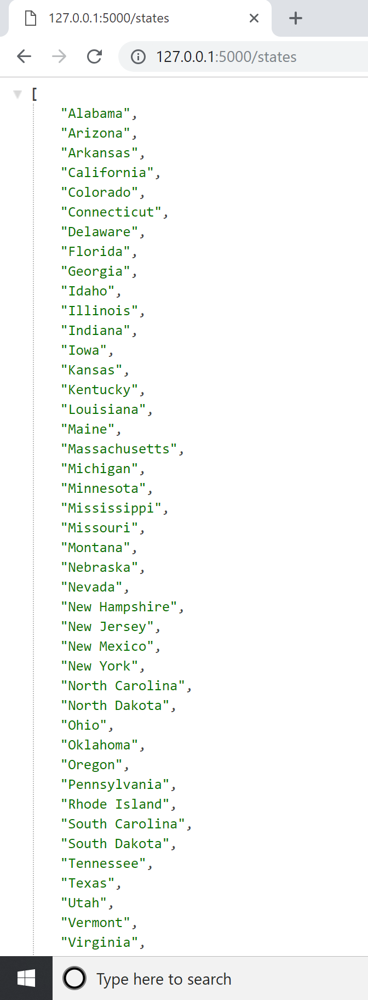 127.0.0.1:5000/states
127.0.0.1:5000/states
[
"Alabama",
"Arizona",
"Arkansas",
"California",
"Colorado",
"Connecticut",
"Delaware",
"Florida",
"Georgia",
"Idaho",
"Illinois",
"Indiana",
"Iowa",
"Kansas",
"Kentucky",
"Louisiana",
"Maine",
"Massachusetts",
"Michigan",
"Minnesota",
"Mississippi",
"Missouri",
"Montana",
"Nebraska",
"Nevada",
"New Hampshire",
"New Jersey",
"New Mexico",
"New York",
"North Carolina",
"North Dakota",
"Ohio",
"Oklahoma",
"Oregon",
"Pennsylvania",
"Rhode Island",
"South Carolina",
"South Dakota",
"Tennessee",
"Texas",
"Utah",
"Vermont",
"Virginia",
Type here to search